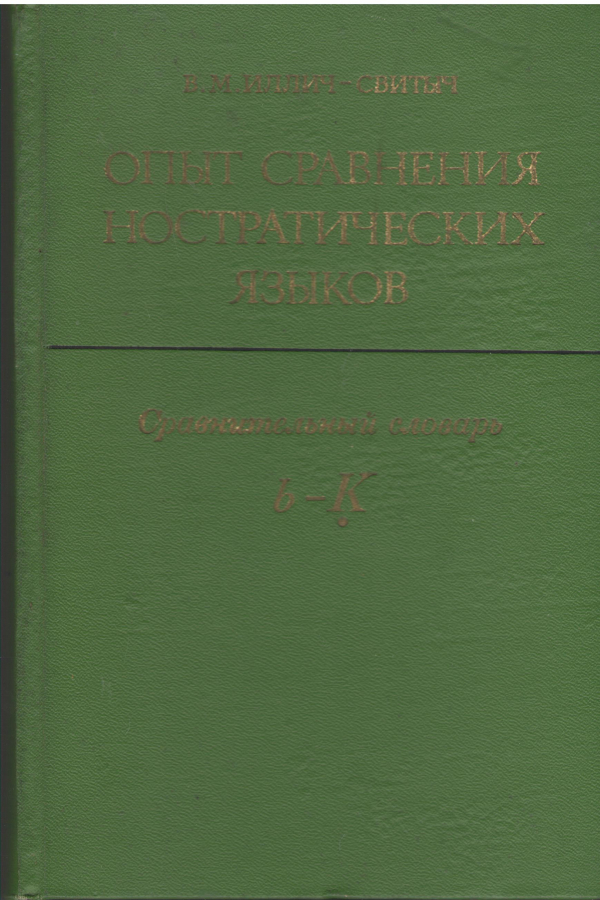 В. М. ИЛЛИЧ-СВИТЫЧ
ОПЫТ СРАВНЕНИЯ
НОСТРАТИЧЕСКИХ
ЯЗЫКОВ
Сравнительный словарь
b – Ḳ